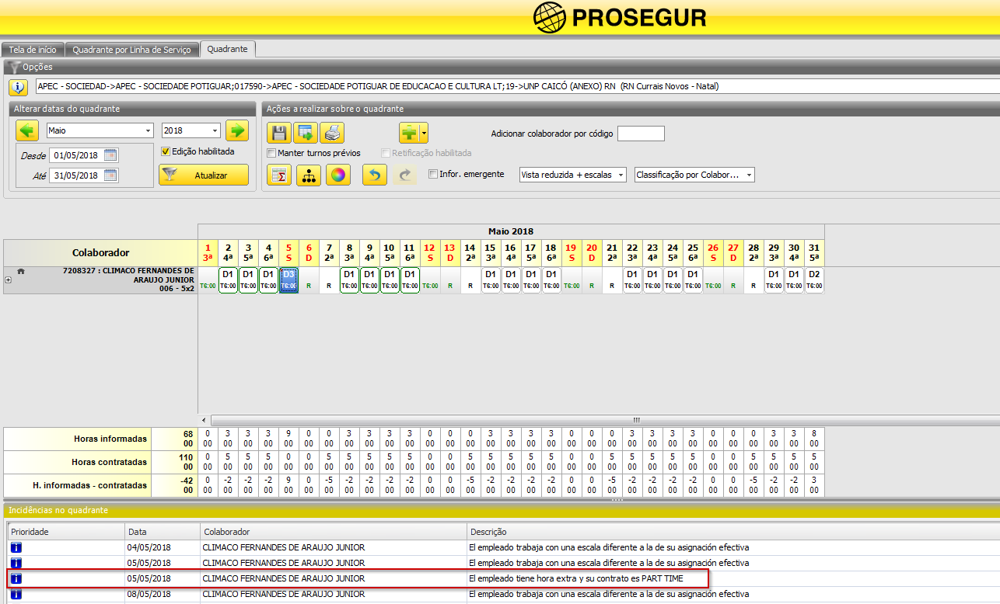 PROSEGUR
Tela de início Quadrante por Linha de Serviço Quadrante
Opções
APEC - SOCIEDAD->APEC - SOCIEDADE POTIGUAR;017590->APEC - SOCIEDADE POTIGUAR DE EDUCACAO E CULTURA LT;19->UNP CAICÓ (ANEXO) RN (RN Currais Novos - Natal)
Alterar datas do quadrante Ações a realizar sobre o quadrante
Maio 2018
Adicionar colaborador por código
Desde 01/05/2018 Edição habilitada Manter turnos prévios Retificação habilitada
Até 31/05/2018 Atualizar Infor. emergente Vista reduzida + escalas Classificação por Colabor...
Maio 2018
Colaborador
1 2 3 4 5 6 7 8 9 10 11 12 13 14 15 16 17 18 19 20 21 22 23 24 25 26 27 28 29 30 31
3ª 4ª 5ª 6ª S D 2ª 3ª 4ª 5ª 6ª S D 2ª 3ª 4ª 5ª 6ª S D 2ª 3ª 4ª 5ª 6ª S D 2ª 3ª 4ª 5ª
7208327 : CLIMACO FERNANDES DE
ARAUJO JUNIOR
006 - 5x2
D1 D1 D1 D3 D1 D1 D1 D1 D1 D1 D1 D1 D1 D1 D1 D1 D1 D1 D2
T6:00 T6:00 T6:00 T6:00 T6:00 R R T6:00 T6:00 T6:00 T6:00 T6:00 R R T6:00 T6:00 T6:00 T6:00 T6:00 R R T6:00 T6:00 T6:00 T6:00 T6:00 R R T6:00 T6:00 T6:00
Horas informadas 68 00
0 3 3 3 9 0 0 3 3 3 3 0 0 0 3 3 3 3 0 0 0 3 3 3 3 0 0 0 3 3 8
00 00 00 00 00 00 00 00 00 00 00 00 00 00 00 00 00 00 00 00 00 00 00 00 00 00 00 00 00 00 00
Horas contratadas 110 00
0 5 5 5 0 0 5 5 5 5 5 0 0 5 5 5 5 5 0 0 5 5 5 5 5 0 0 5 5 5 5
00 00 00 00 00 00 00 00 00 00 00 00 00 00 00 00 00 00 00 00 00 00 00 00 00 00 00 00 00 00 00
H. informadas - contratadas -42 00
0 -2 -2 -2 9 0 -5 -2 -2 -2 -2 0 0 -5 -2 -2 -2 -2 0 0 -5 -2 -2 -2 -2 0 0 -5 -2 -2 3
00 00 00 00 00 00 00 00 00 00 00 00 00 00 00 00 00 00 00 00 00 00 00 00 00 00 00 00 00 00 00
Incidências no quadrante
Prioridade Data Colaborador Descrição
04/05/2018 CLIMACO FERNANDES DE ARAUJO JUNIOR El empleado trabaja con una escala diferente a la de su asignación efectiva
05/05/2018 CLIMACO FERNANDES DE ARAUJO JUNIOR El empleado trabaja con una escala diferente a la de su asignación efectiva
05/05/2018 CLIMACO FERNANDES DE ARAUJO JUNIOR El empleado tiene hora extra y su contrato es PART TIME
08/05/2018 CLIMACO FERNANDES DE ARAUJO JUNIOR El empleado trabaja con una escala diferente a la de su asignación efectiva